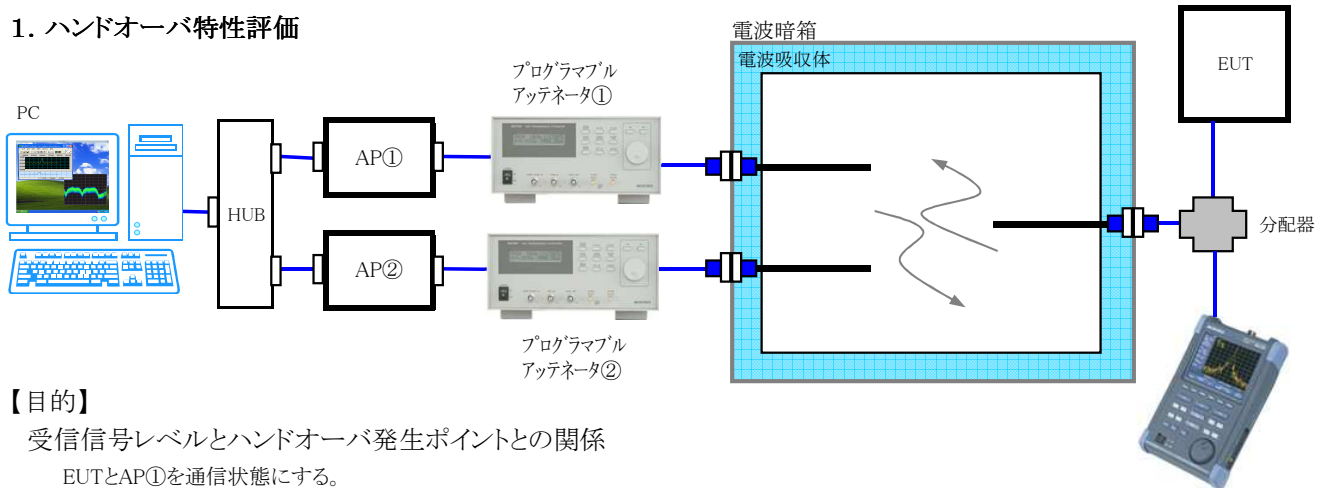 1. ハンドオーバ特性評価
電波暗箱
電波吸収体
EUT
プログラマブル
アッテネータ①
PC
AP①
HUB
分配器
AP②
プログラマブル
アッテネータ②
【目的】
受信信号レベルとハンドオーバ発生ポイントとの関係
EUTとAP①を通信状態にする。